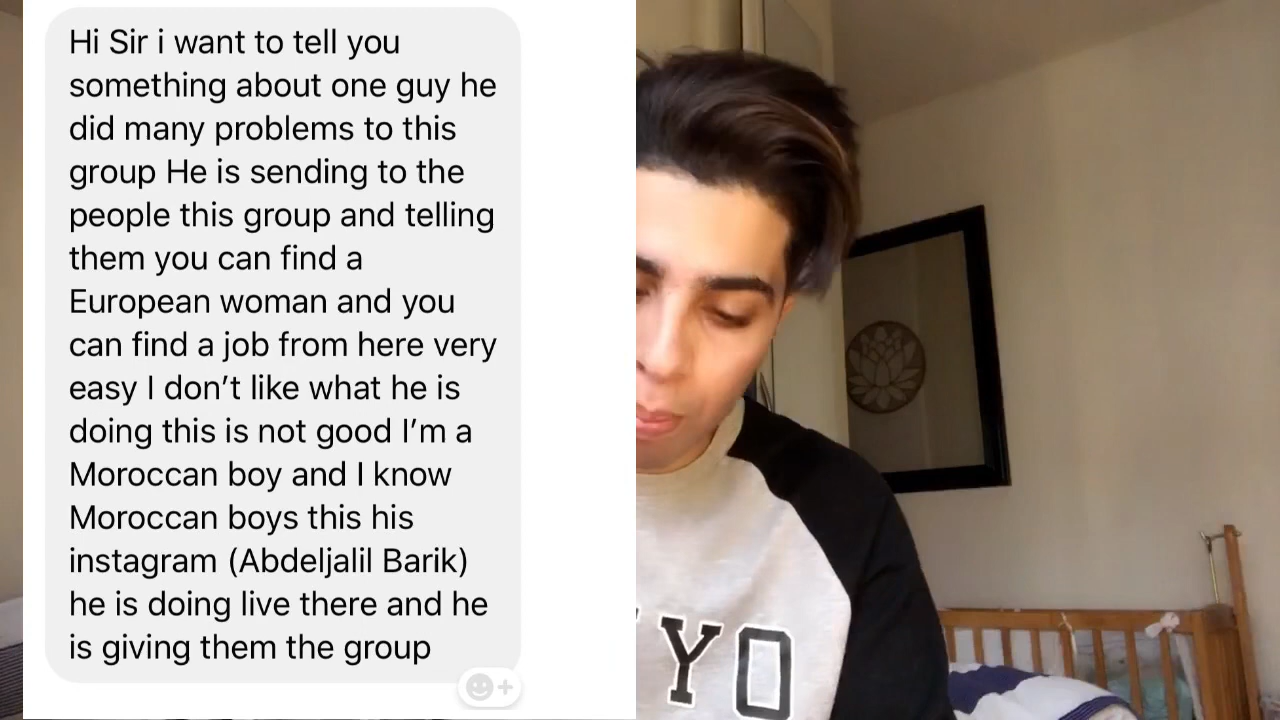 Hi Sir i want to tell you
something about one guy he
did many problems to this
group He is sending to the
people this group and telling
them you can find a
European woman and you
can find a job from here very
easy I don’t like what he is
doing this is not good I’m a
Moroccan boy and I know
Moroccan boys this his
instagram (Abdeljalil Barik)
he is doing live there and he
is giving them the group
YO